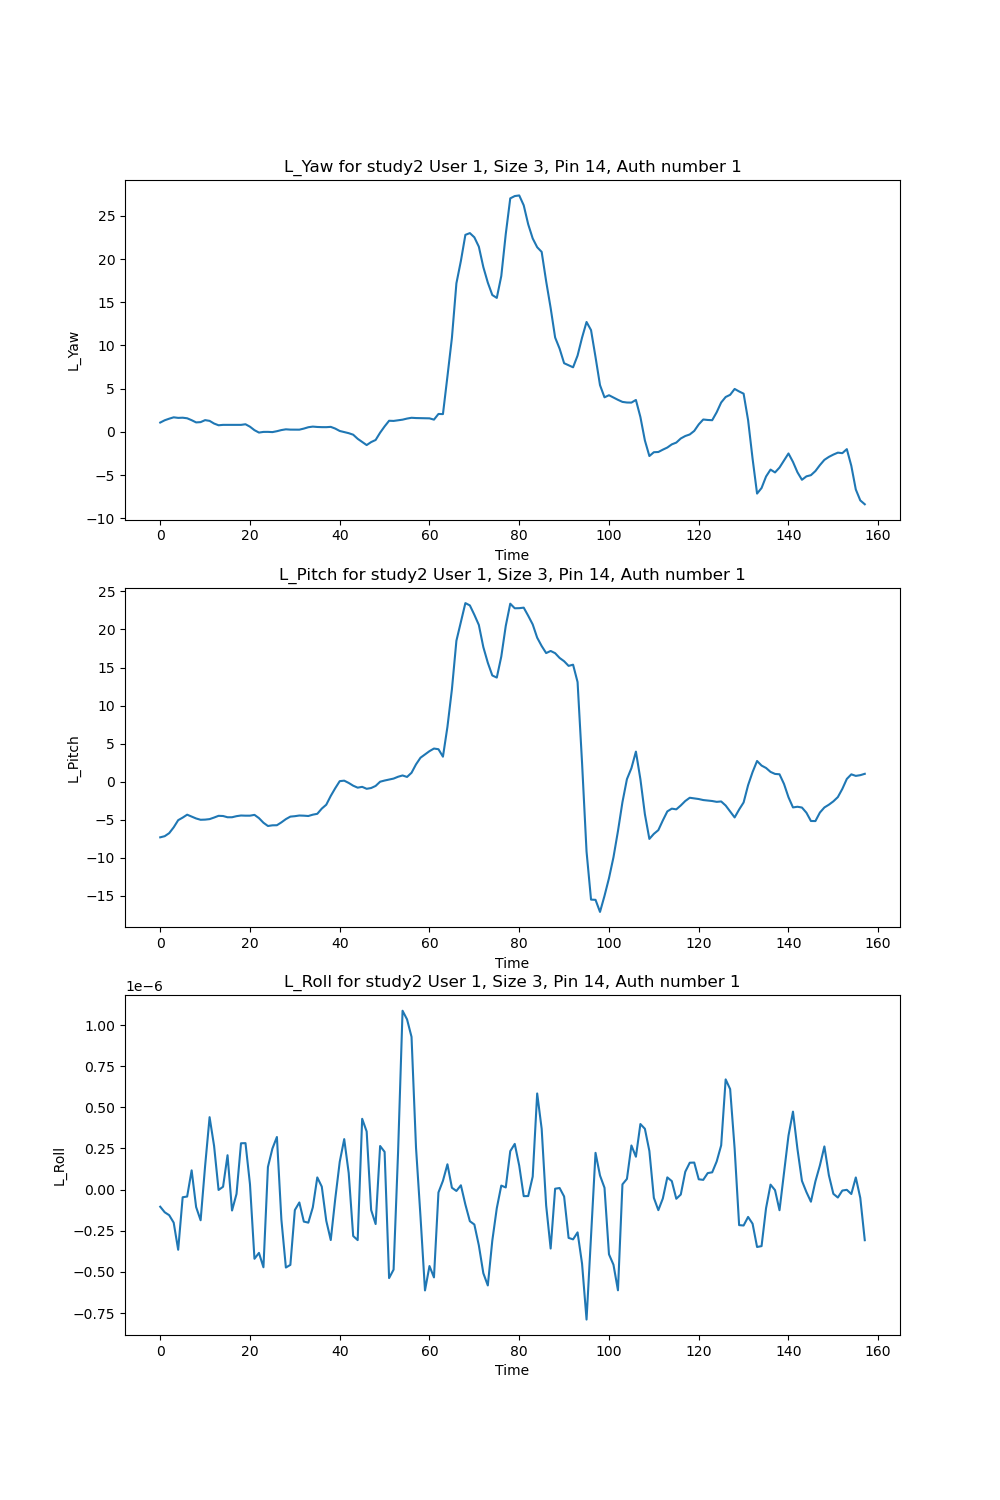 L_Yaw for study2 User 1, Size 3, Pin 14, Auth number 1
25
20
15
10
5
0
−5
−10
L_Yaw
0 20 40 60 80 100 120 140 160
Time
L_Pitch for study2 User 1, Size 3, Pin 14, Auth number 1
25
20
15
10
5
0
−5
−10
−15
L_Pitch
0 20 40 60 80 100 120 140 160
Time
L_Roll for study2 User 1, Size 3, Pin 14, Auth number 1
1e−6
1.00
0.75
0.50
0.25
0.00
−0.25
−0.50
−0.75
L_Roll
0 20 40 60 80 100 120 140 160
Time